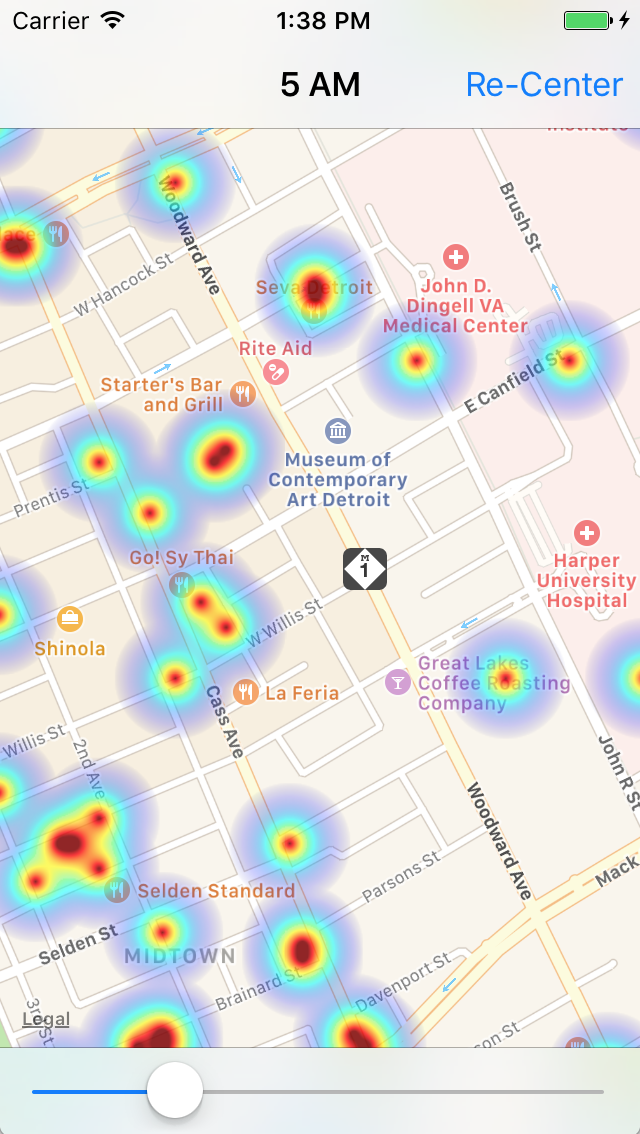 Carrier
1:38 PM
5 AM
Re-Center
Institute
Brush St
Woodward Ave
W Hancock St
Seva Detroit
John D.
Dingell VA
Medical Center
Rite Aid
Starter's Bar
and Grill
E Canfield St
Museum of
Contemporary
Art Detroit
Prentis St
Go! Sy Thai
M
1
Harper
University
Hospital
W Willis St
Shinola
Great Lakes
Coffee Roasting
Company
La Feria
Cass Ave
Willis St
2nd Ave
John R St
Woodward Ave
Parsons St
Mack
Selden Standard
Selden St
MIDTOWN
Brainard St
Davenport St
3rd St
Legal
son St